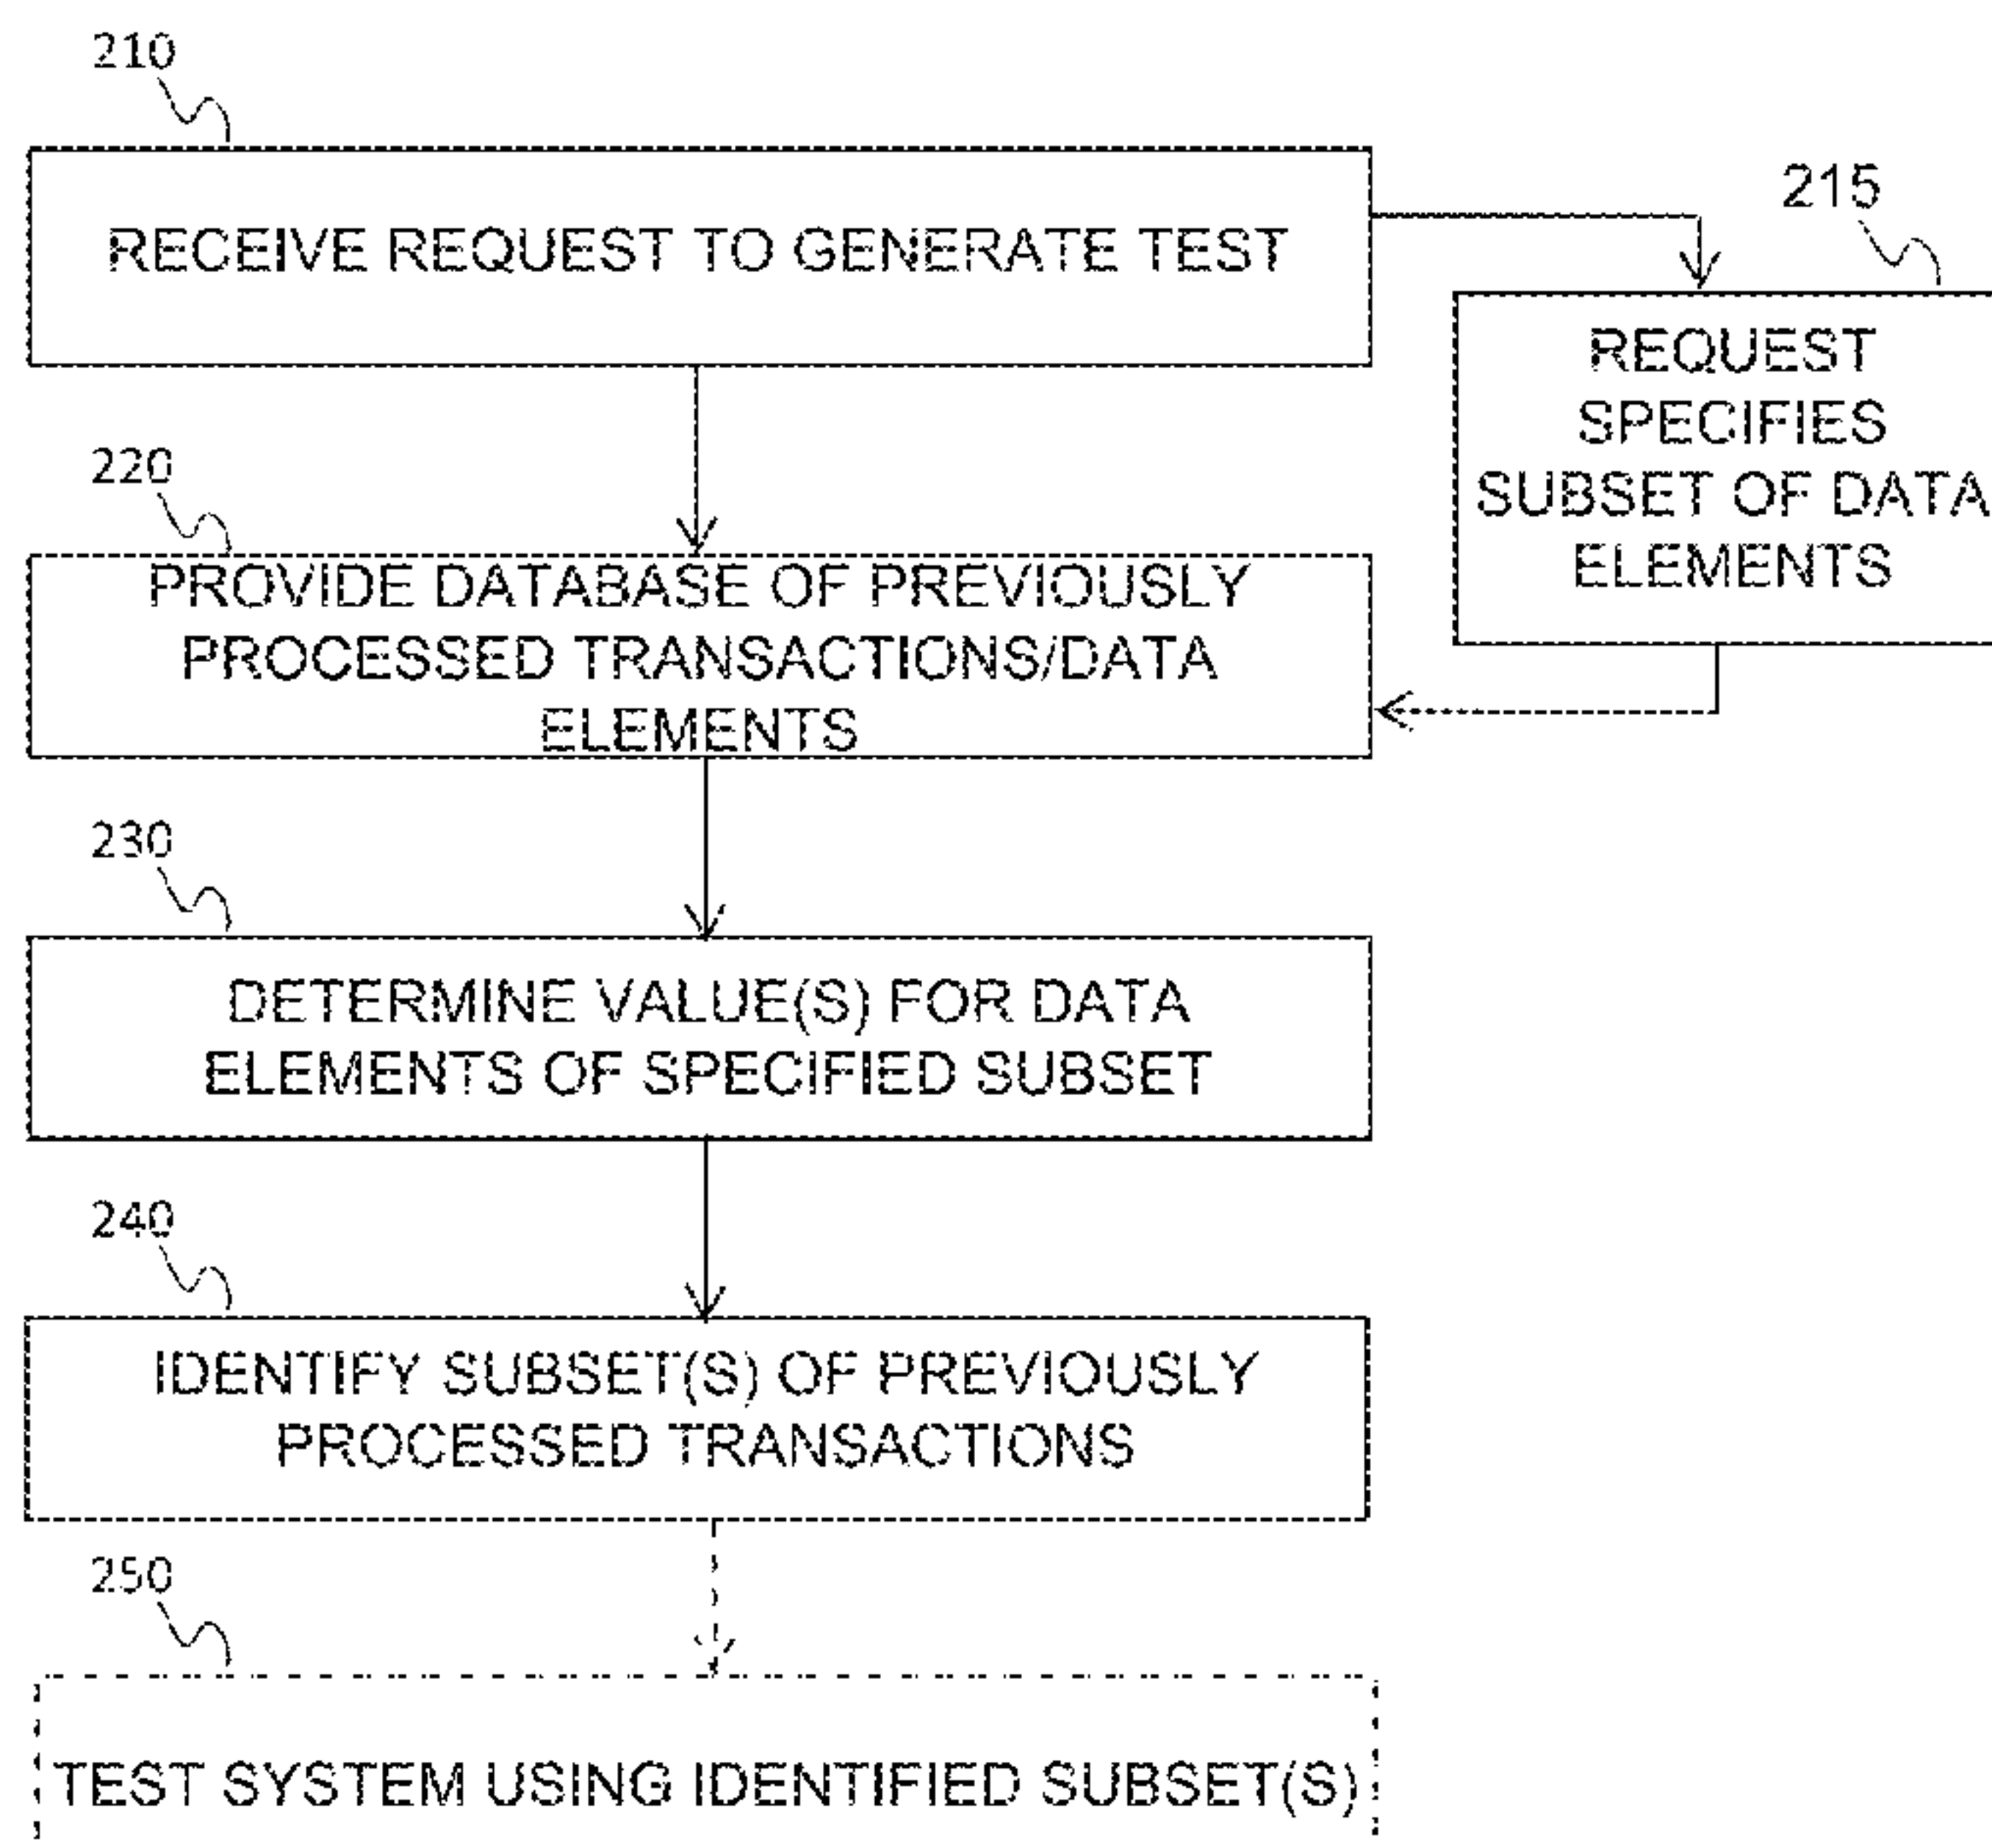 210
RECEIVE REQUEST TO GENERATE TEST
215
REQUEST
SPECIFIES
SUBSET OF DATA
ELEMENTS
220
PROVIDE DATABASE OF PREVIOUSLY
PROCESSED TRANSACTIONS/DATA
ELEMENTS
230
DETERMINE VALUE(S) FOR DATA
ELEMENTS OF SPECIFIED SUBSET
240
IDENTIFY SUBSET(S) OF PREVIOUSLY
PROCESSED TRANSACTIONS
250
TEST SYSTEM USING IDENTIFIED SUBSET(S)